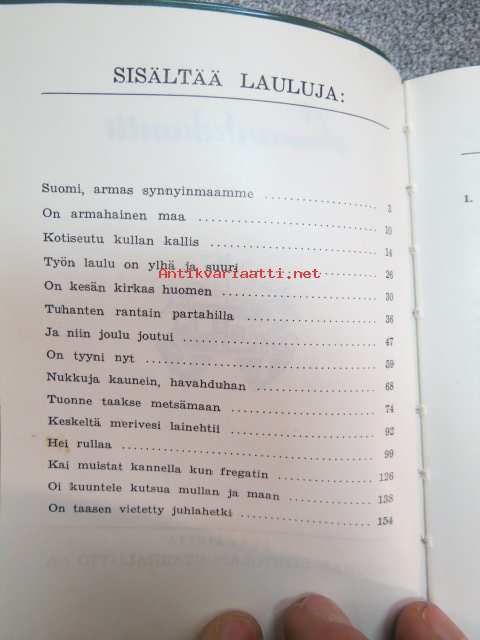 SISÄLTÄÄ LAULUJA:
Suomi, armas synnyinmaamme .................. 3
On armahainen maa .................. 10
Kotiseutu kullan kallis .................. 14
Työn laulu on ylhä ja suuri .................. 26
Antikvariaatti.net
On kesän kirkas huomen .................. 30
Tuhanten rantain partahilla .................. 36
Ja niin joulu joutui .................. 47
On tyyni nyt .................. 59
Nukkuja kaunein, havahduhan .................. 68
Tuonne taakse metsämaan .................. 74
Keskeltä merivesi lainehtii .................. 92
Hei rullaa .................. 99
Kai muistat kannella kun fregatin .................. 126
Oi kuuntele kutsua mullan ja maan .................. 138
On taasen vietetty juhlahetki .................. 154
1.